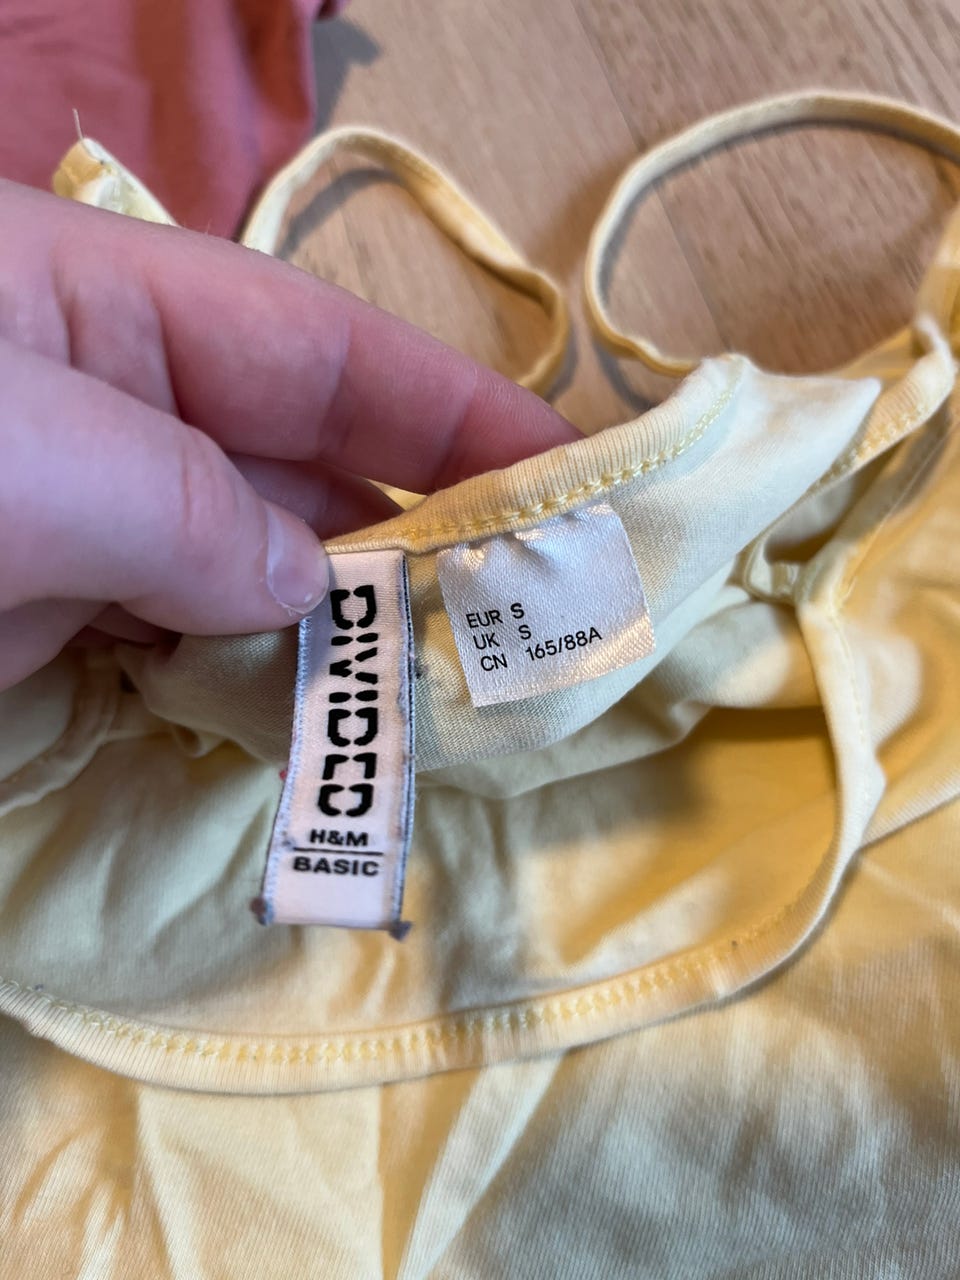 DIVIDED
H&M
BASIC
EUR S
UK S
CN 165/88A